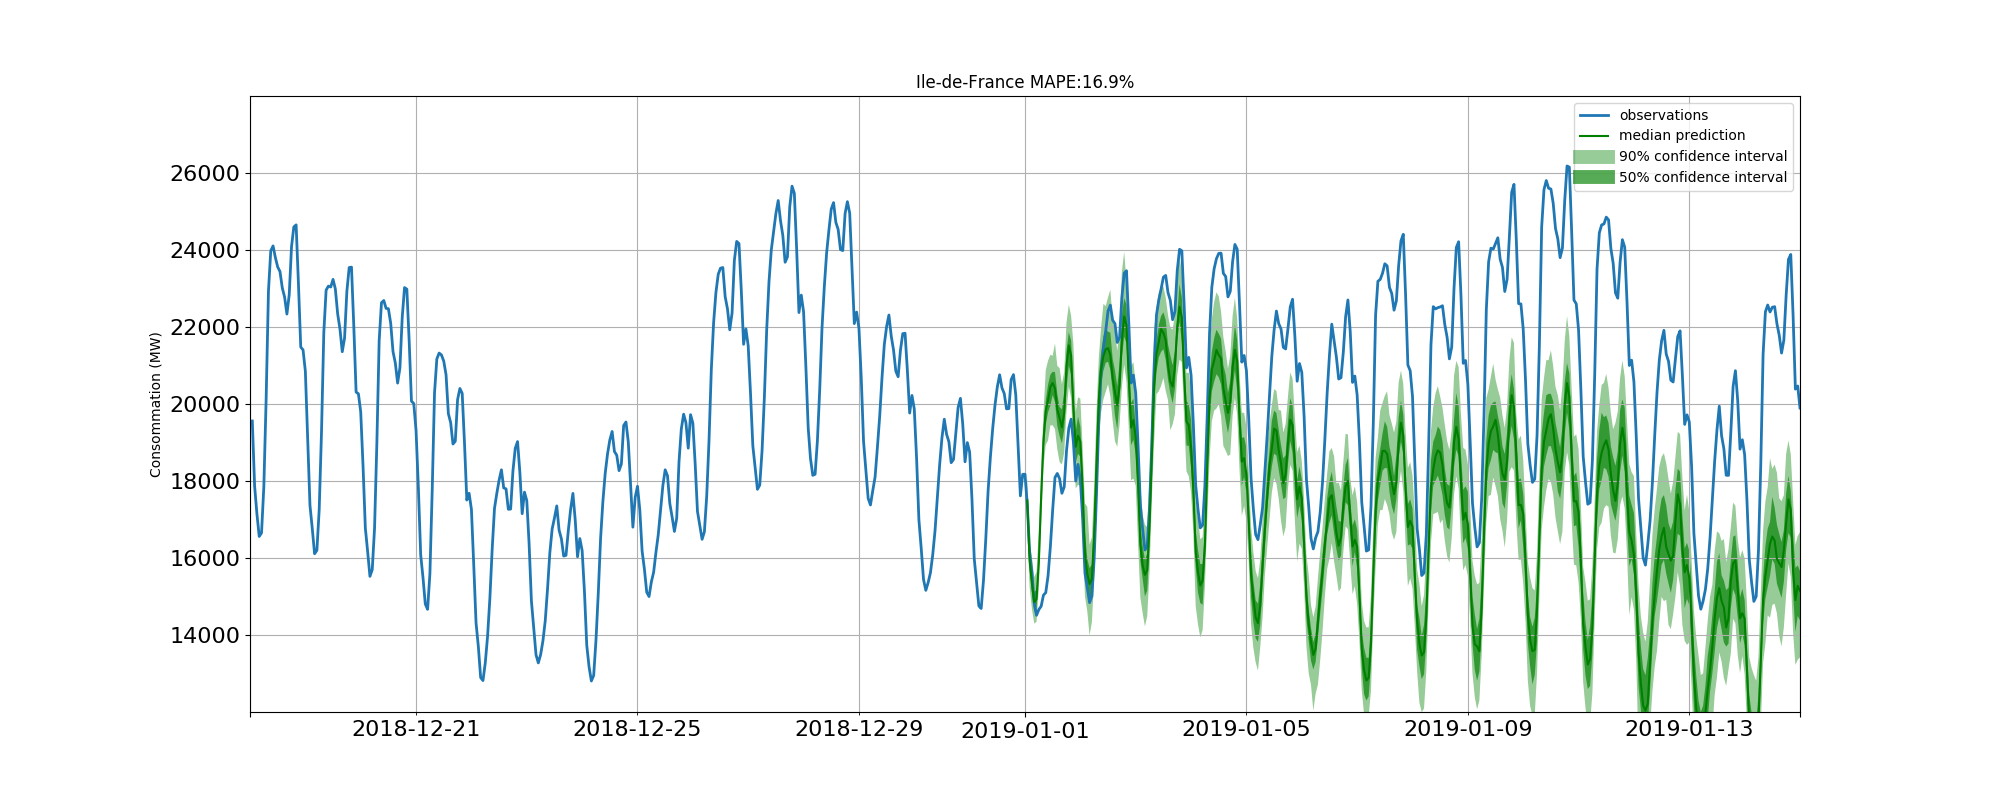 Ile-de-France MAPE:16.9%
observations
median prediction
90% confidence interval
50% confidence interval
Consommation (MW)
26000
24000
22000
20000
18000
16000
14000
2018-12-21 2018-12-25 2018-12-29 2019-01-01 2019-01-05 2019-01-09 2019-01-13